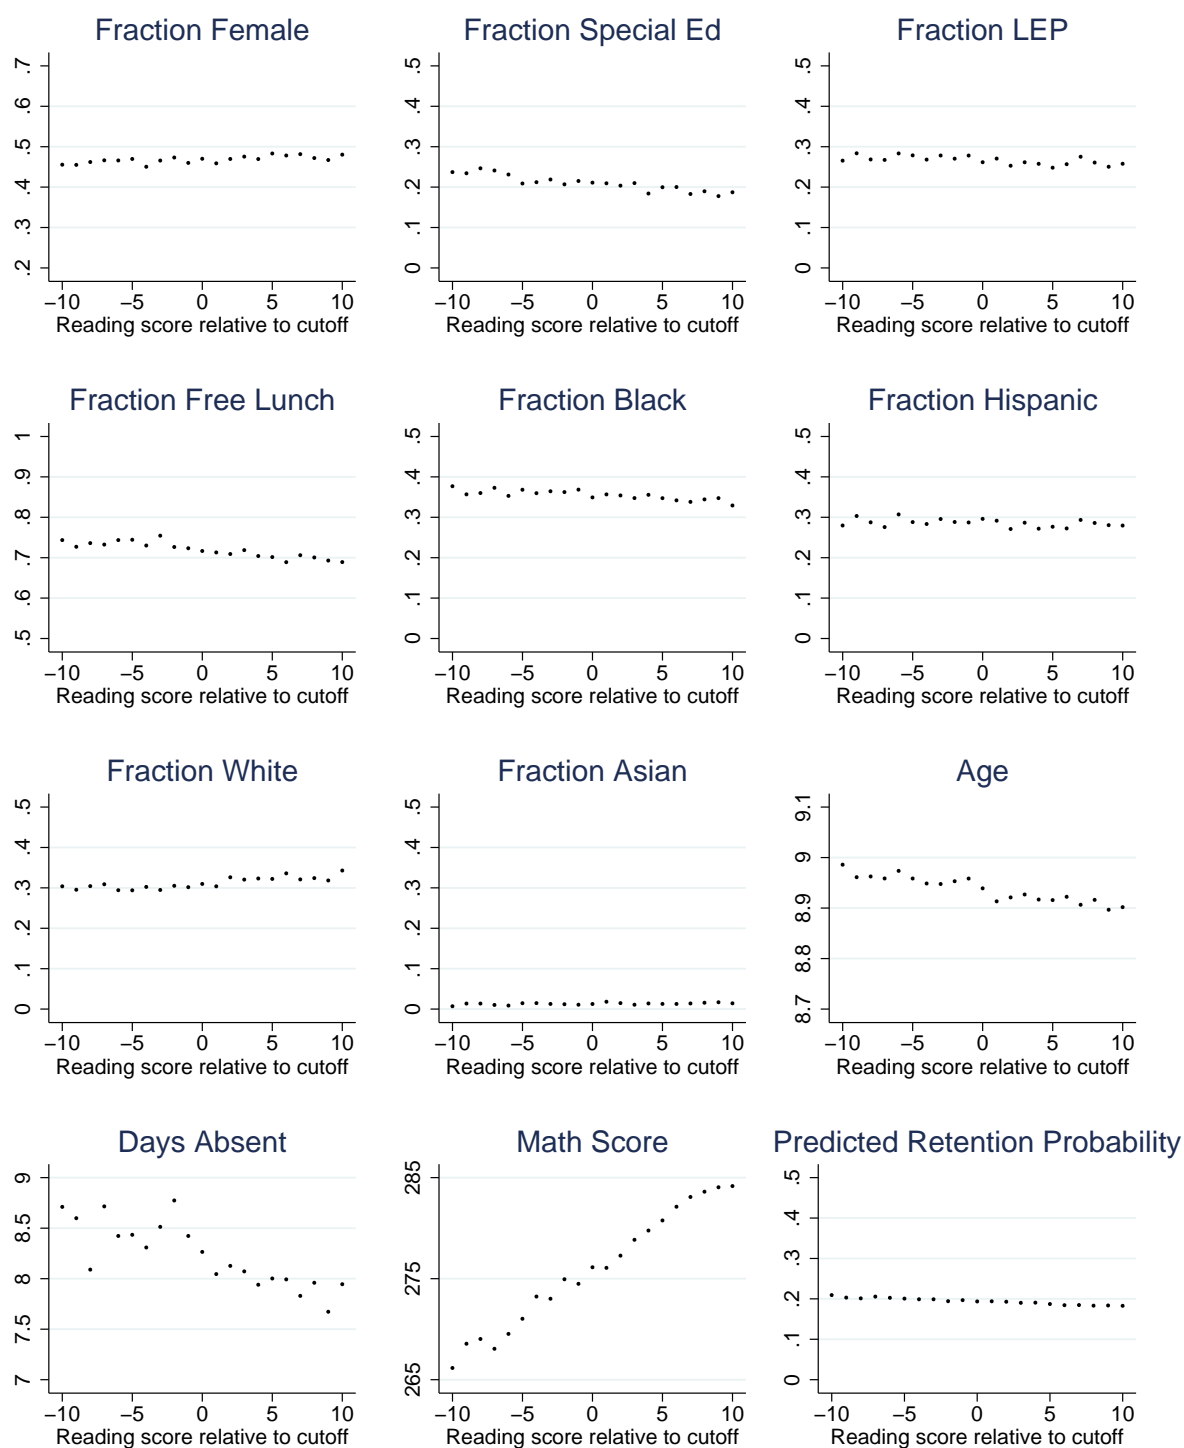 Fraction Female
.7
.6
.5
.4
.3
.2
−10 −5 0 5 10
Reading score relative to cutoff
Fraction Special Ed
.5
.4
.3
.2
.1
0
−10 −5 0 5 10
Reading score relative to cutoff
Fraction LEP
.5
.4
.3
.2
.1
0
−10 −5 0 5 10
Reading score relative to cutoff
Fraction Free Lunch
1
.9
.8
.7
.6
.5
−10 −5 0 5 10
Reading score relative to cutoff
Fraction Black
.5
.4
.3
.2
.1
0
−10 −5 0 5 10
Reading score relative to cutoff
Fraction Hispanic
.5
.4
.3
.2
.1
0
−10 −5 0 5 10
Reading score relative to cutoff
Fraction White
.5
.4
.3
.2
.1
0
−10 −5 0 5 10
Reading score relative to cutoff
Fraction Asian
.5
.4
.3
.2
.1
0
−10 −5 0 5 10
Reading score relative to cutoff
Age
9.1
9
8.9
8.8
8.7
−10 −5 0 5 10
Reading score relative to cutoff
Days Absent
9
8.5
8
7.5
7
−10 −5 0 5 10
Reading score relative to cutoff
Math Score
285
275
265
−10 −5 0 5 10
Reading score relative to cutoff
Predicted Retention Probability
.5
.4
.3
.2
.1
0
−10 −5 0 5 10
Reading score relative to cutoff